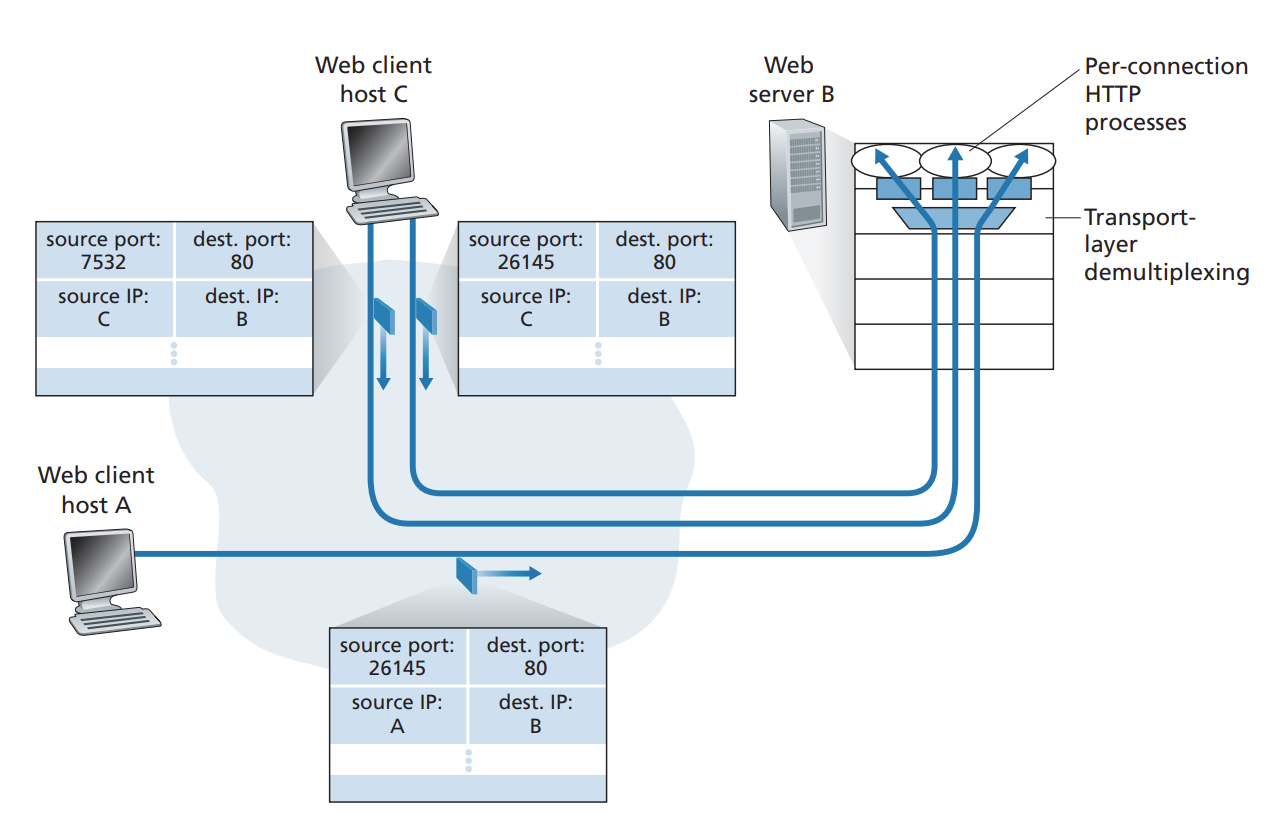 Web client
host C
Web
server B
Per-connection
HTTP
processes
Transport-
layer
demultiplexing
source port:
7532
dest. port:
80
source IP:
C
dest. IP:
B
source port:
26145
dest. port:
80
source IP:
C
dest. IP:
B
Web client
host A
source port:
26145
dest. port:
80
source IP:
A
dest. IP:
B